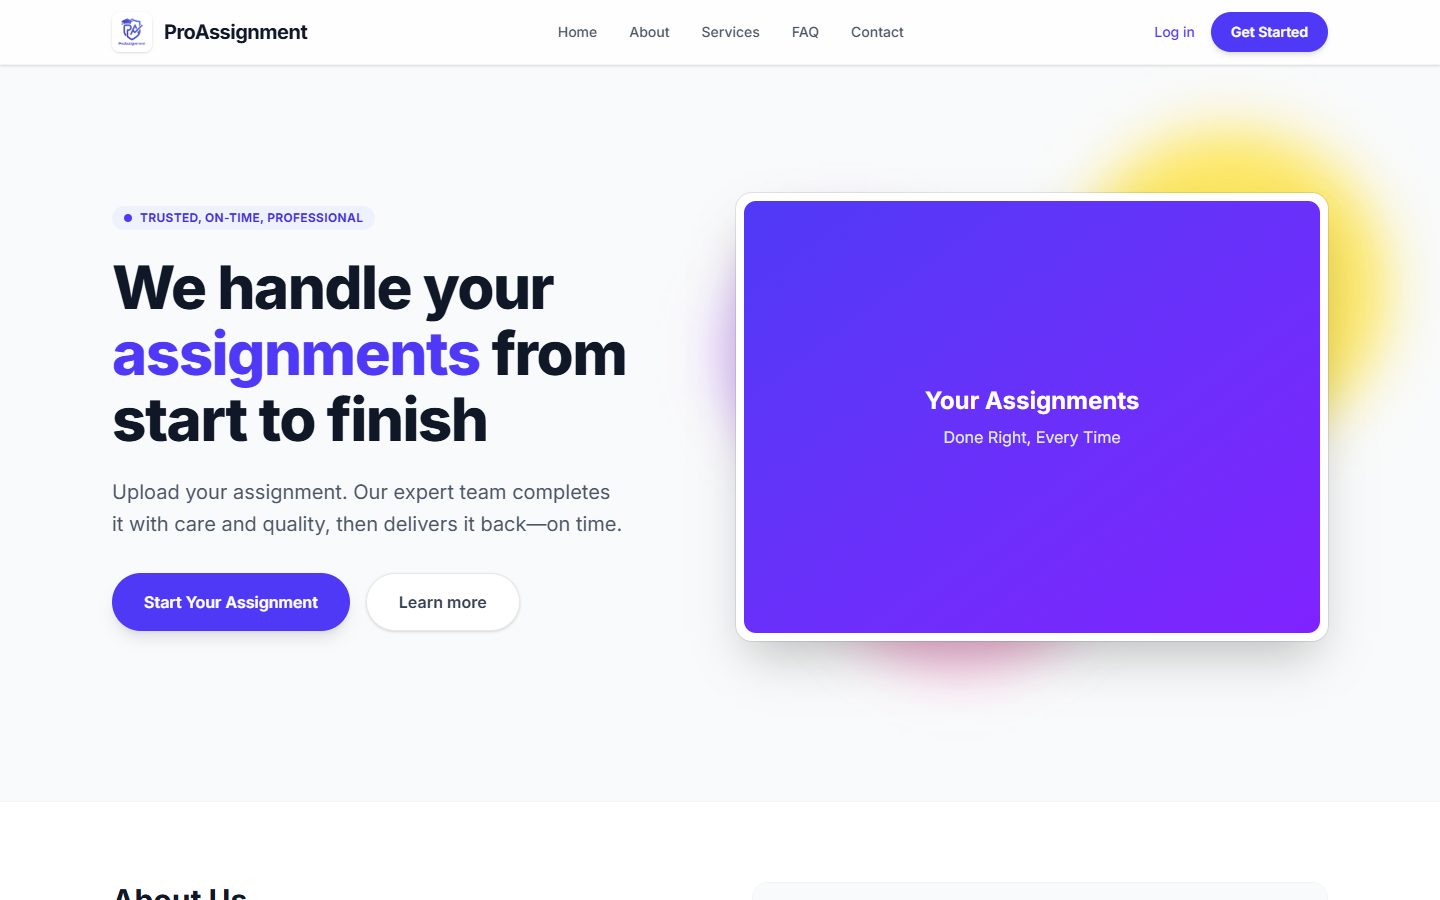 ProAssignment
Home
About
Services
FAQ
Contact
Log in
Get Started
TRUSTED, ON-TIME, PROFESSIONAL
We handle your
assignments from
start to finish
Upload your assignment. Our expert team completes
it with care and quality, then delivers it back—on time.
Start Your Assignment
Learn more
Your Assignments
Done Right, Every Time
About Us